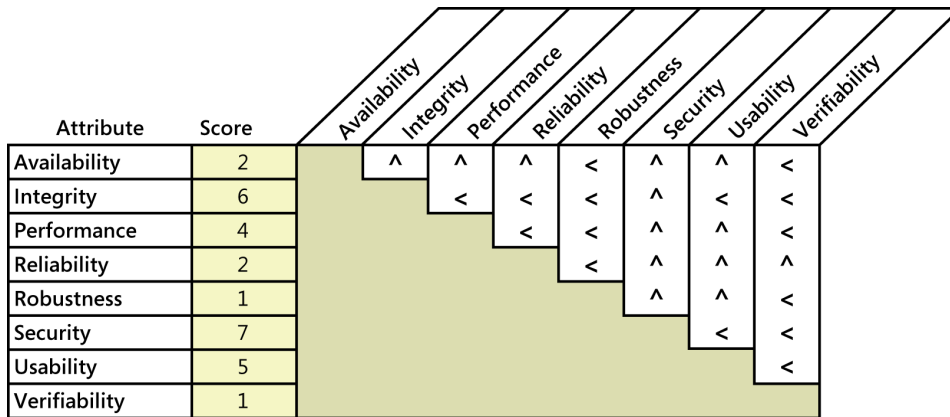 Availability
Integrity
Performance
Reliability
Robustness
Security
Usability
Verifiability
Attribute Score
Availability 2 ^ ^ ^ < ^ ^ <
Integrity 6 < < < ^ < <
Performance 4 < < ^ ^ <
Reliability 2 < ^ ^ ^
Robustness 1 ^ ^ <
Security 7 < <
Usability 5 <
Verifiability 1